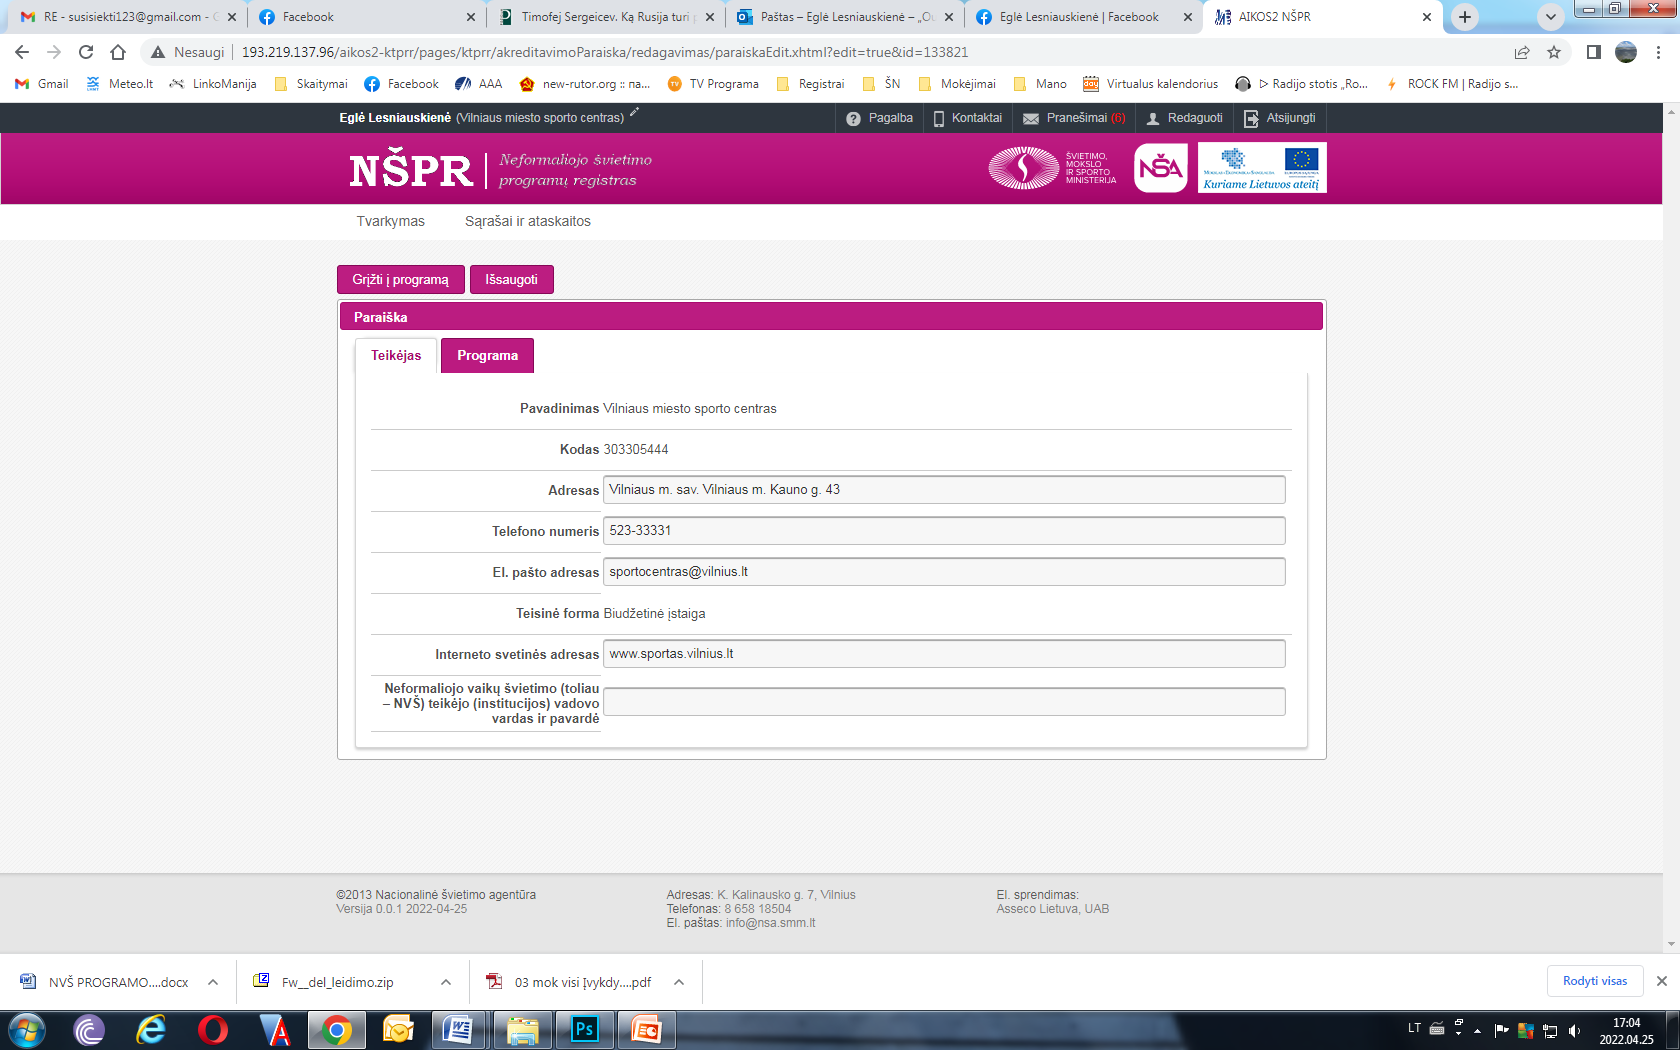 RE - susisiekti123@gmail.com - G
Facebook
Timofej Sergeicev. Ką Rusija turi p
Paštas – Eglė Lesniauskienė – „Ou
Eglė Lesniauskienė | Facebook
AIKOS2 NŠPR
Nesaugi
193.219.137.96/aikos2-ktprr/pages/ktprr/akreditavimoParaiska/redagavimas/paraiskaEdit.xhtml?edit=true&id=133821
Gmail
Meteo.lt
LinkoManija
Skaitymai
Facebook
AAA
new-rutor.org :: na...
TV Programa
Registrai
ŠN
Mokėjimai
Mano
Virtualus kalendorius
▷ Radijo stotis „Ro...
ROCK FM | Radijo s...
Eglė Lesniauskienė (Vilniaus miesto sporto centras)
Pagalba
Kontaktai
Pranešimai (6)
Redaguoti
Atsijungti
NŠPR
Neformaliojo švietimo
programų registras
ŠVIETIMO,
MOKSLO
IR SPORTO
MINISTERIJA
NŠA
Kuriame Lietuvos ateitį
Tvarkymas
Sąrašai ir ataskaitos
Grįžti į programą
Išsaugoti
Paraiška
Teikėjas
Programa
Pavadinimas Vilniaus miesto sporto centras
Kodas 303305444
Adresas Vilniaus m. sav. Vilniaus m. Kauno g. 43
Telefono numeris 523-33331
El. pašto adresas sportocentras@vilnius.lt
Teisinė forma Biudžetinė įstaiga
Interneto svetinės adresas www.sportas.vilnius.lt
Neformaliojo vaikų švietimo (toliau
– NVŠ) teikėjo (institucijos) vadovo
vardas ir pavardė
©2013 Nacionalinė švietimo agentūra
Versija 0.0.1 2022-04-25
Adresas: K. Kalinausko g. 7, Vilnius
Telefonas: 8 658 18504
El. paštas: info@nsa.smm.lt
El. sprendimas:
Asseco Lietuva, UAB
NVŠ PROGRAMO....docx
Fw__del_leidimo.zip
03 mok visi Įvykdy....pdf
Rodyti visas
Ps
LT
17:04
2022.04.25